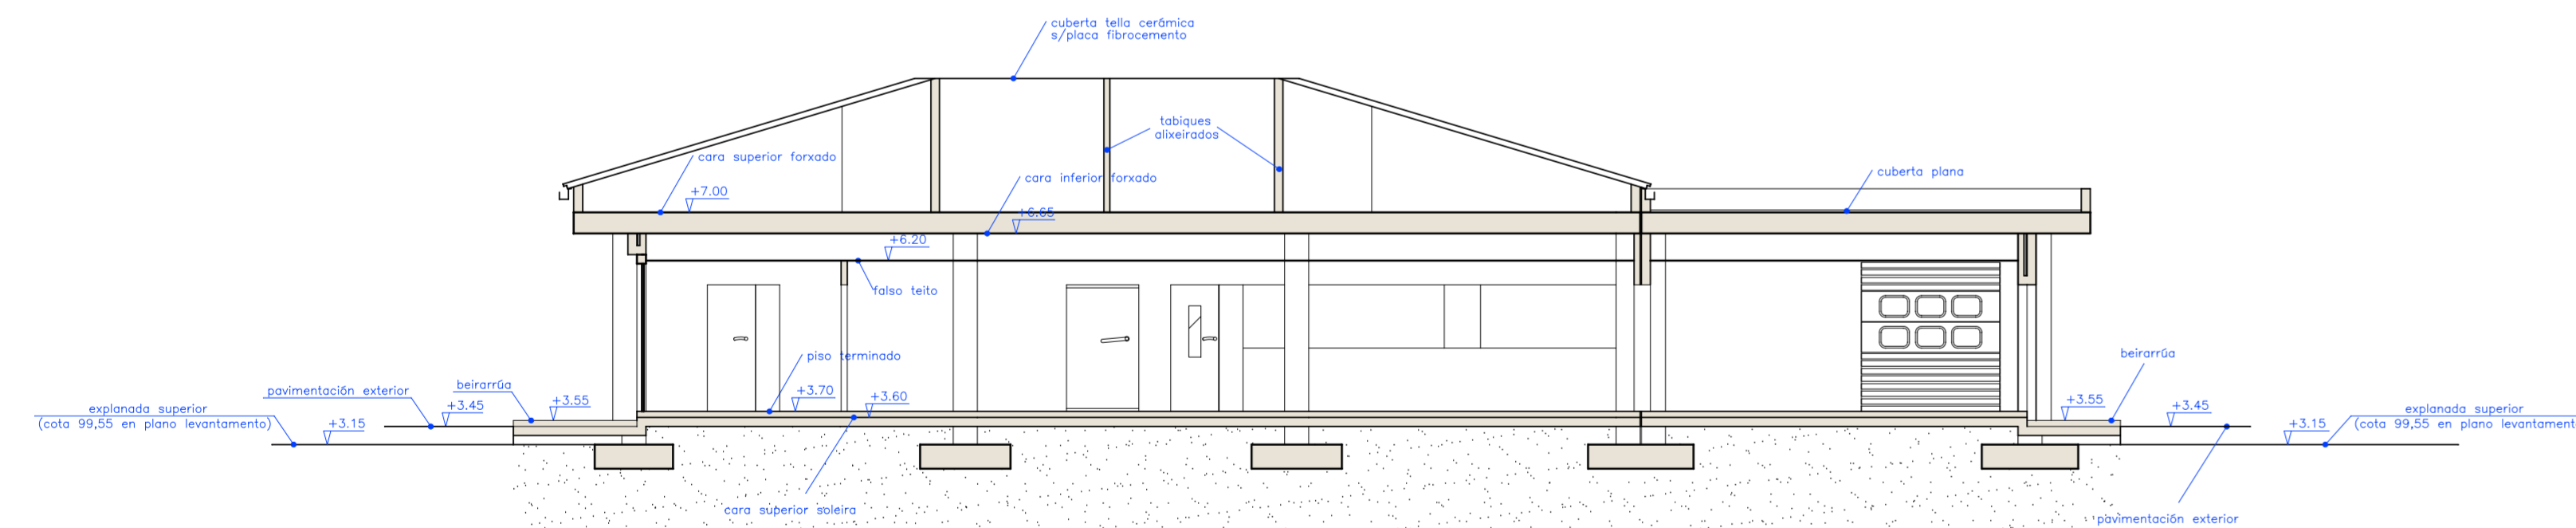 cuberta tella cerámica
s/placa fibrocemento
tabiques
alixeirados
cara superior forxado
cara inferior forxado
cuberta plana
+7.00
+6.65
+6.20
falso teito
piso terminado
beirarrúa
beirarrúa
pavimentación exterior
+3.70
+3.60
+3.55
+3.45
+3.55
+3.45
explanada superior
(cota 99,55 en plano levantamento)
+3.15
+3.15
explanada superior
(cota 99,55 en plano levantament
cara superior soleira
pavimentación exterior